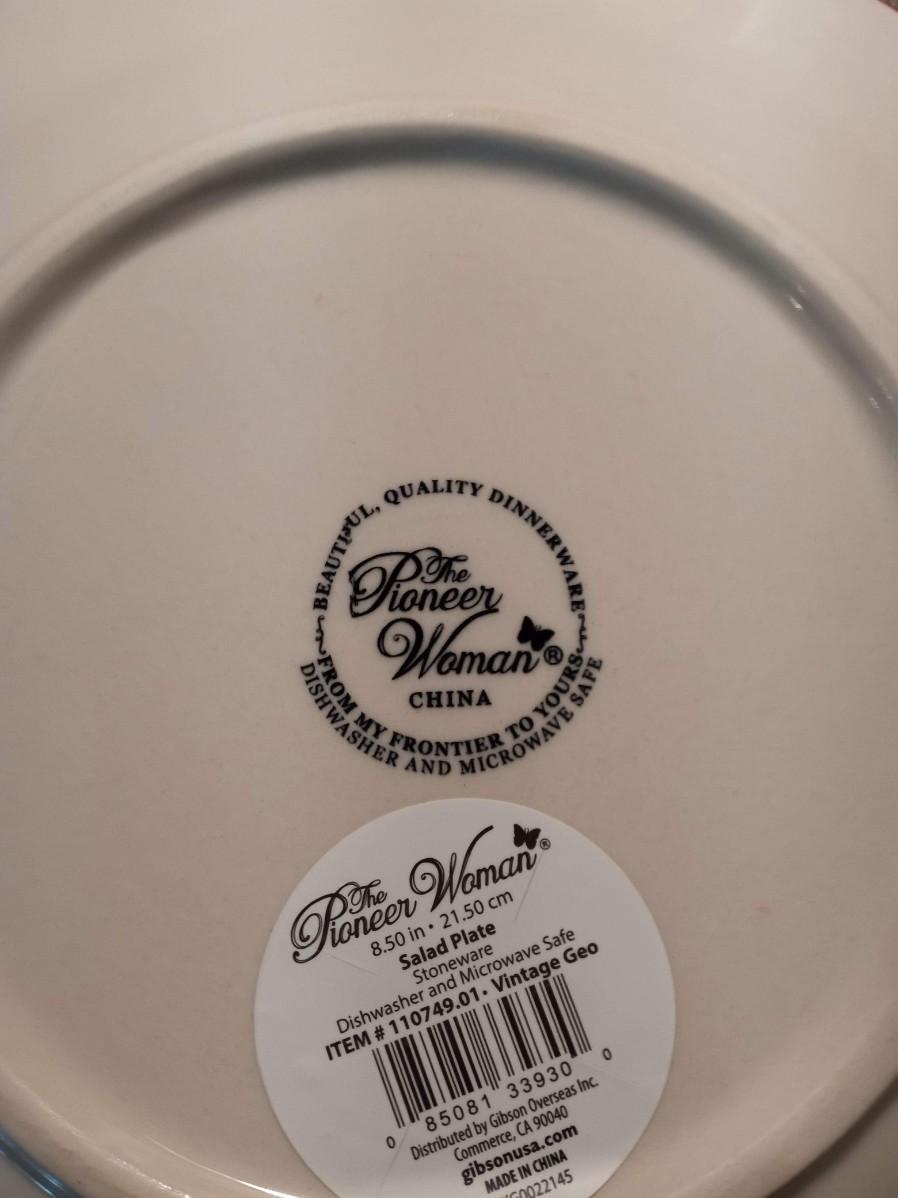 BEAUTIFUL, QUALITY DINNERWARE
The
Pioneer
Woman®
CHINA
FROM MY FRONTIER TO YOURS
DISHWASHER AND MICROWAVE SAFE
The Pioneer Woman®
8.50 in • 21.50 cm
Salad Plate
Stoneware
Dishwasher and Microwave Safe
ITEM # 110749.01 • Vintage Geo
0 85081 33930 0
Distributed by Gibson Overseas Inc.
Commerce, CA 90040
gibsonusa.com
MADE IN CHINA